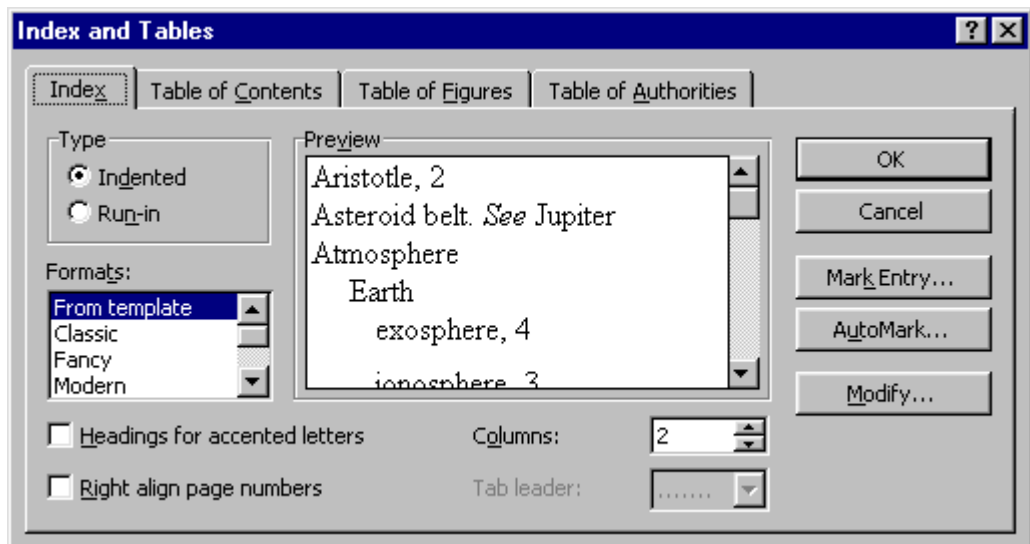 Index and Tables
Index Table of Contents Table of Figures Table of Authorities
Type
Indented
Run-in
Formats:
From template
Classic
Fancy
Modern
Preview
Aristotle, 2
Asteroid belt. See Jupiter
Atmosphere
Earth
exosphere, 4
ionosphere, 3
OK
Cancel
Mark Entry...
AutoMark...
Modify...
Headings for accented letters
Right align page numbers
Columns: 2
Tab leader: .......